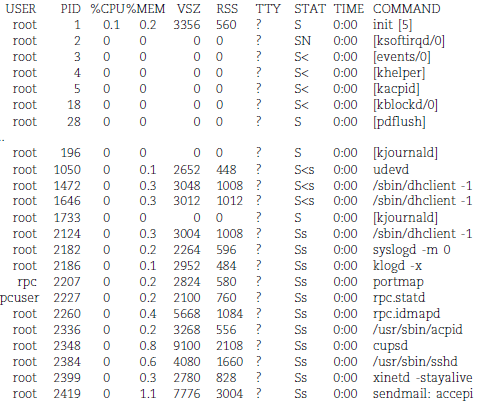 USER PID %CPU %MEM VSZ RSS TTY STAT TIME COMMAND
root 1 0.1 0.2 3356 560 ? S 0:00 init [5]
root 2 0 0 0 0 ? SN 0:00 [ksoftirqd/0]
root 3 0 0 0 0 ? S< 0:00 [events/0]
root 4 0 0 0 0 ? S< 0:00 [khelper]
root 5 0 0 0 0 ? S< 0:00 [kacpid]
root 18 0 0 0 0 ? S< 0:00 [kblockd/0]
root 28 0 0 0 0 ? S 0:00 [pdflush]
..
root 196 0 0 0 0 ? S 0:00 [kjournald]
root 1050 0 0.1 2652 448 ? S<s 0:00 udevd
root 1472 0 0.3 3048 1008 ? S<s 0:00 /sbin/dhclient -1
root 1646 0 0.3 3012 1012 ? S<s 0:00 /sbin/dhclient -1
root 1733 0 0 0 0 ? S 0:00 [kjournald]
root 2124 0 0.3 3004 1008 ? Ss 0:00 /sbin/dhclient -1
root 2182 0 0.2 2264 596 ? Ss 0:00 syslogd -m 0
root 2186 0 0.1 2952 484 ? Ss 0:00 klogd -x
rpc 2207 0 0.2 2824 580 ? Ss 0:00 portmap
pcuser 2227 0 0.2 2100 760 ? Ss 0:00 rpc.statd
root 2260 0 0.4 5668 1084 ? Ss 0:00 rpc.idmapd
root 2336 0 0.2 3268 556 ? Ss 0:00 /usr/sbin/acpid
root 2348 0 0.8 9100 2108 ? Ss 0:00 cupsd
root 2384 0 0.6 4080 1660 ? Ss 0:00 /usr/sbin/sshd
root 2399 0 0.3 2780 828 ? Ss 0:00 xinetd -stayalive
root 2419 0 1.1 7776 3004 ? Ss 0:00 sendmail: accepi